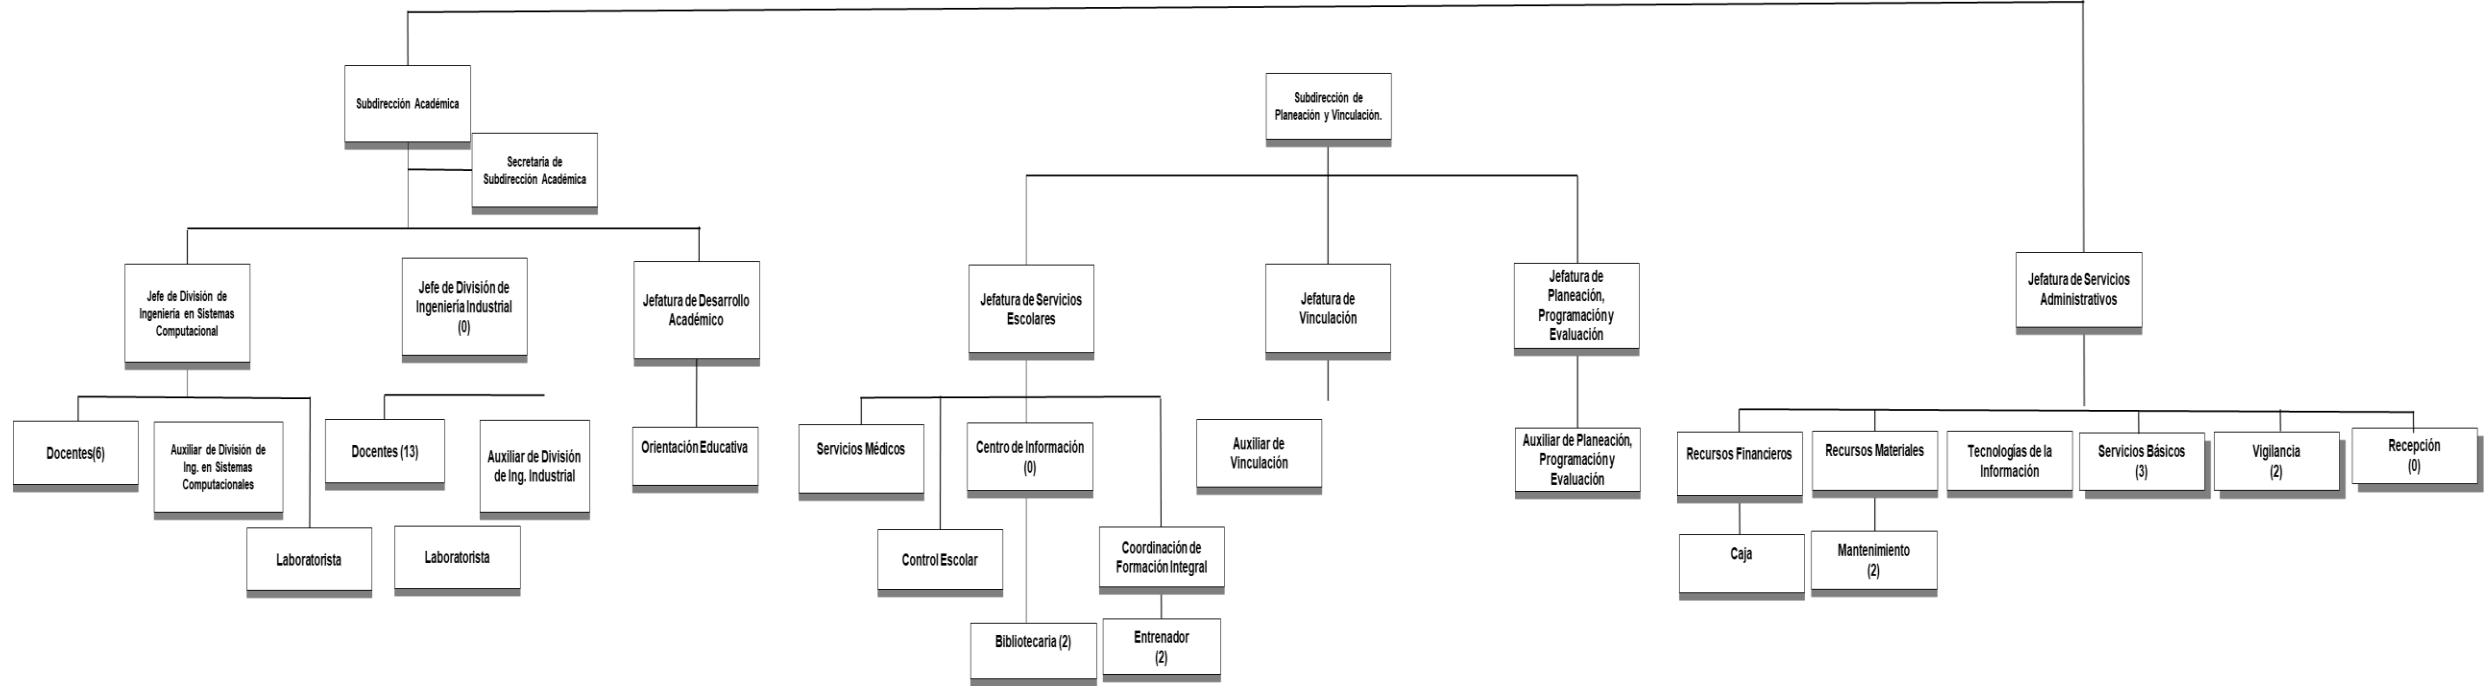 Subdirección Académica
Secretaria de
Subdirección Académica
Jefe de División de
Ingeniería en Sistemas
Computacional
Jefe de División de
Ingeniería Industrial
(0)
Jefatura de Desarrollo
Académico
Docentes(6)
Auxiliar de División de
Ing. en Sistemas
Computacionales
Docentes (13)
Auxiliar de División
de Ing. Industrial
Orientación Educativa
Laboratorista
Laboratorista
Subdirección de
Planeación y Vinculación.
Jefatura de Servicios
Escolares
Jefatura de
Vinculación
Jefatura de
Planeación,
Programación y
Evaluación
Servicios Médicos
Centro de Información
(0)
Auxiliar de
Vinculación
Auxiliar de Planeación,
Programación y
Evaluación
Control Escolar
Coordinación de
Formación Integral
Bibliotecaria (2)
Entrenador
(2)
Jefatura de Servicios
Administrativos
Recursos Financieros
Recursos Materiales
Tecnologías de la
Información
Servicios Básicos
(3)
Vigilancia
(2)
Recepción
(0)
Caja
Mantenimiento
(2)